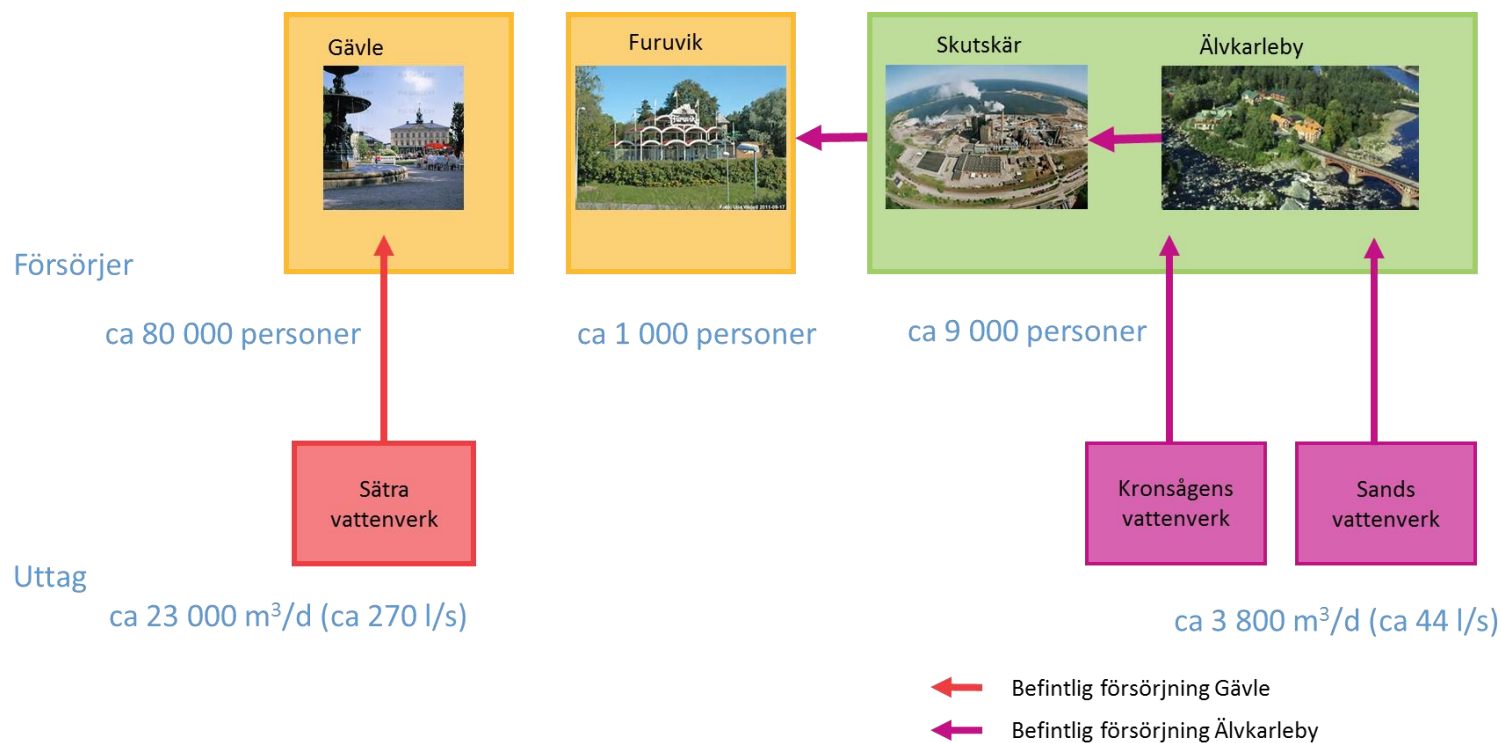 Gävle
Furuvik
Skutskär
Älvkarleby
Furuvik
Försörjer
ca 80 000 personer
ca 1 000 personer
ca 9 000 personer
Sätra
vattenverk
Kronsågens
vattenverk
Sands
vattenverk
Uttag
ca 23 000 m³/d (ca 270 l/s)
ca 3 800 m³/d (ca 44 l/s)
Befintlig försörjning Gävle
Befintlig försörjning Älvkarleby